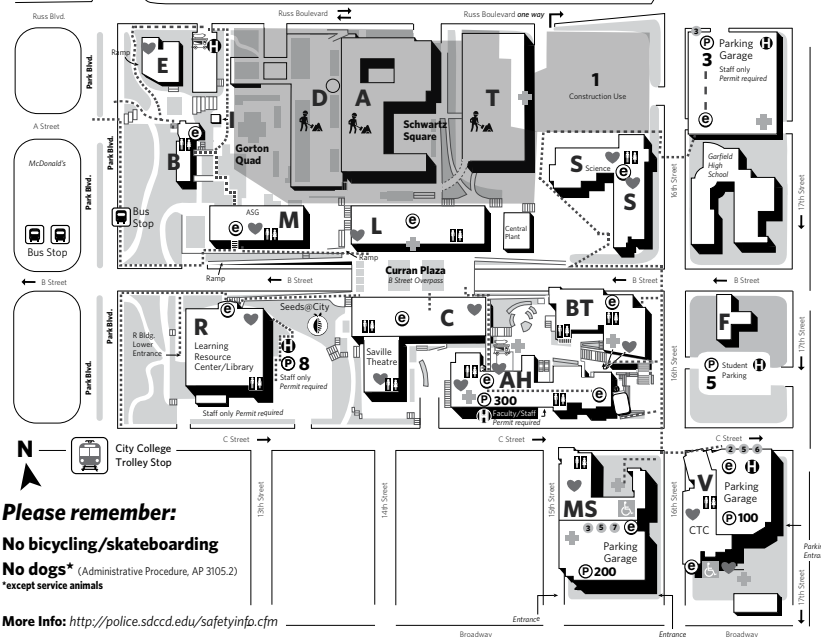 Russ Blvd.
Russ Boulevard
Russ Boulevard one way
Park Blvd.
Ramp
E
H
D
A
T
1
Construction Use
3
P
Parking
Garage
H
3
Staff only
Permit required
e
A Street
Gorton
Quad
Schwartz
Square
McDonald's
Park Blvd.
Park Blvd.
e
B
S
Science
e
S
16th Street
Garfield
High
School
17th Street
Bus
Stop
Bus Stop
ASG
e
M
L
e
Central
Plant
Ramp
Ramp
B Street
B Street
Curran Plaza
B Street Overpass
B Street
B Street
Park Blvd.
Park Blvd.
R Bldg.
Lower
Entrance
R
e
Learning
Resource
Center/Library
Seeds@City
H
P 8
Staff only
Permit required
e
C
Saville
Theatre
BT
e
e
AH
e
P 300
H
Faculty/Staff
Permit required
16th Street
F
P
Student
H
5
Parking
17th Street
Staff only Permit required
C Street
C Street
C Street
N
City College
Trolley Stop
13th Street
14th Street
15th Street
MS
3 5 7
e
Parking
Garage
P 200
16th Street
2 5 6
e
H
V
Parking
Garage
P 100
CTC
e
17th Street
Please remember:
No bicycling/skateboarding
No dogs* (Administrative Procedure, AP 3105.2)
*except service animals
More Info: http://police.sdccd.edu/safetyinfo.cfm
Entrance
Entrance
Broadway
Broadway